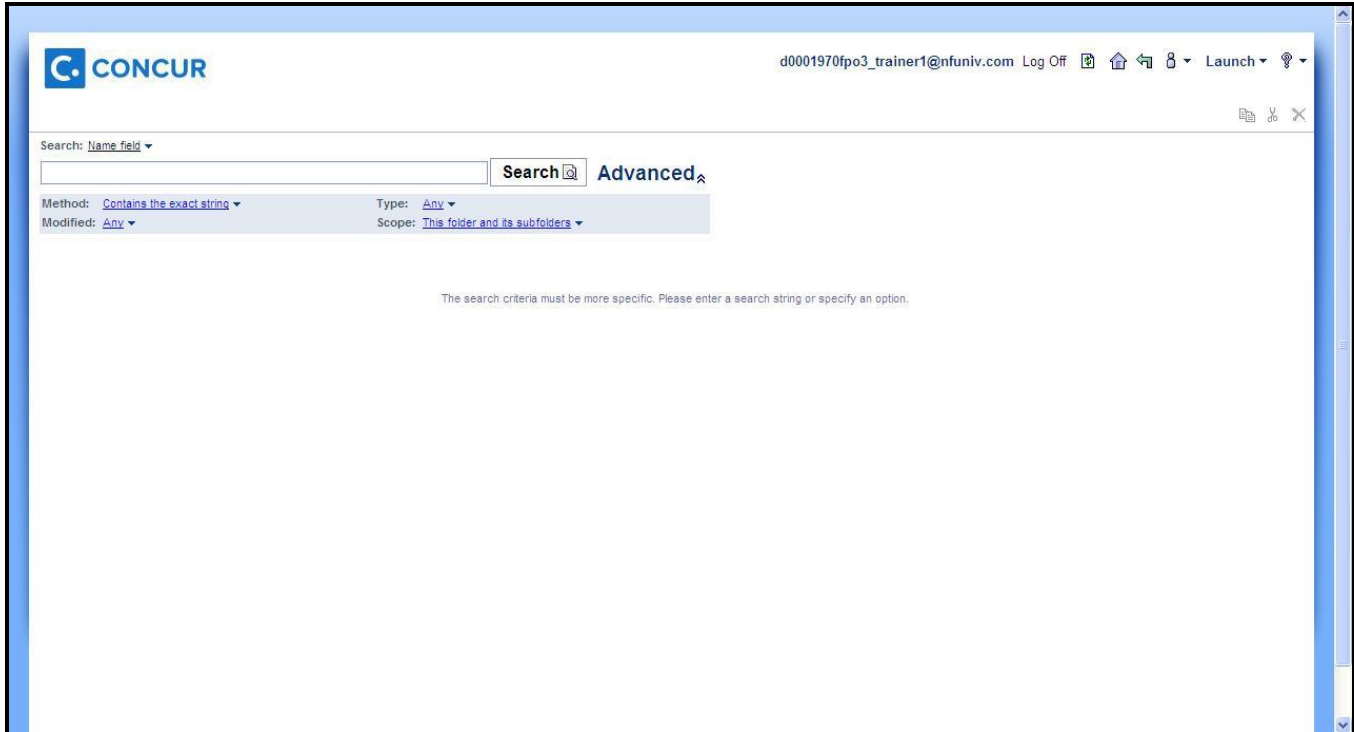 C. CONCUR
d0001970fpo3_trainer1@nfuniv.com Log Off Launch
Search: Name field
Search Advanced
Method: Contains the exact string Type: Any
Modified: Any Scope: This folder and its subfolders
The search criteria must be more specific. Please enter a search string or specify an option.